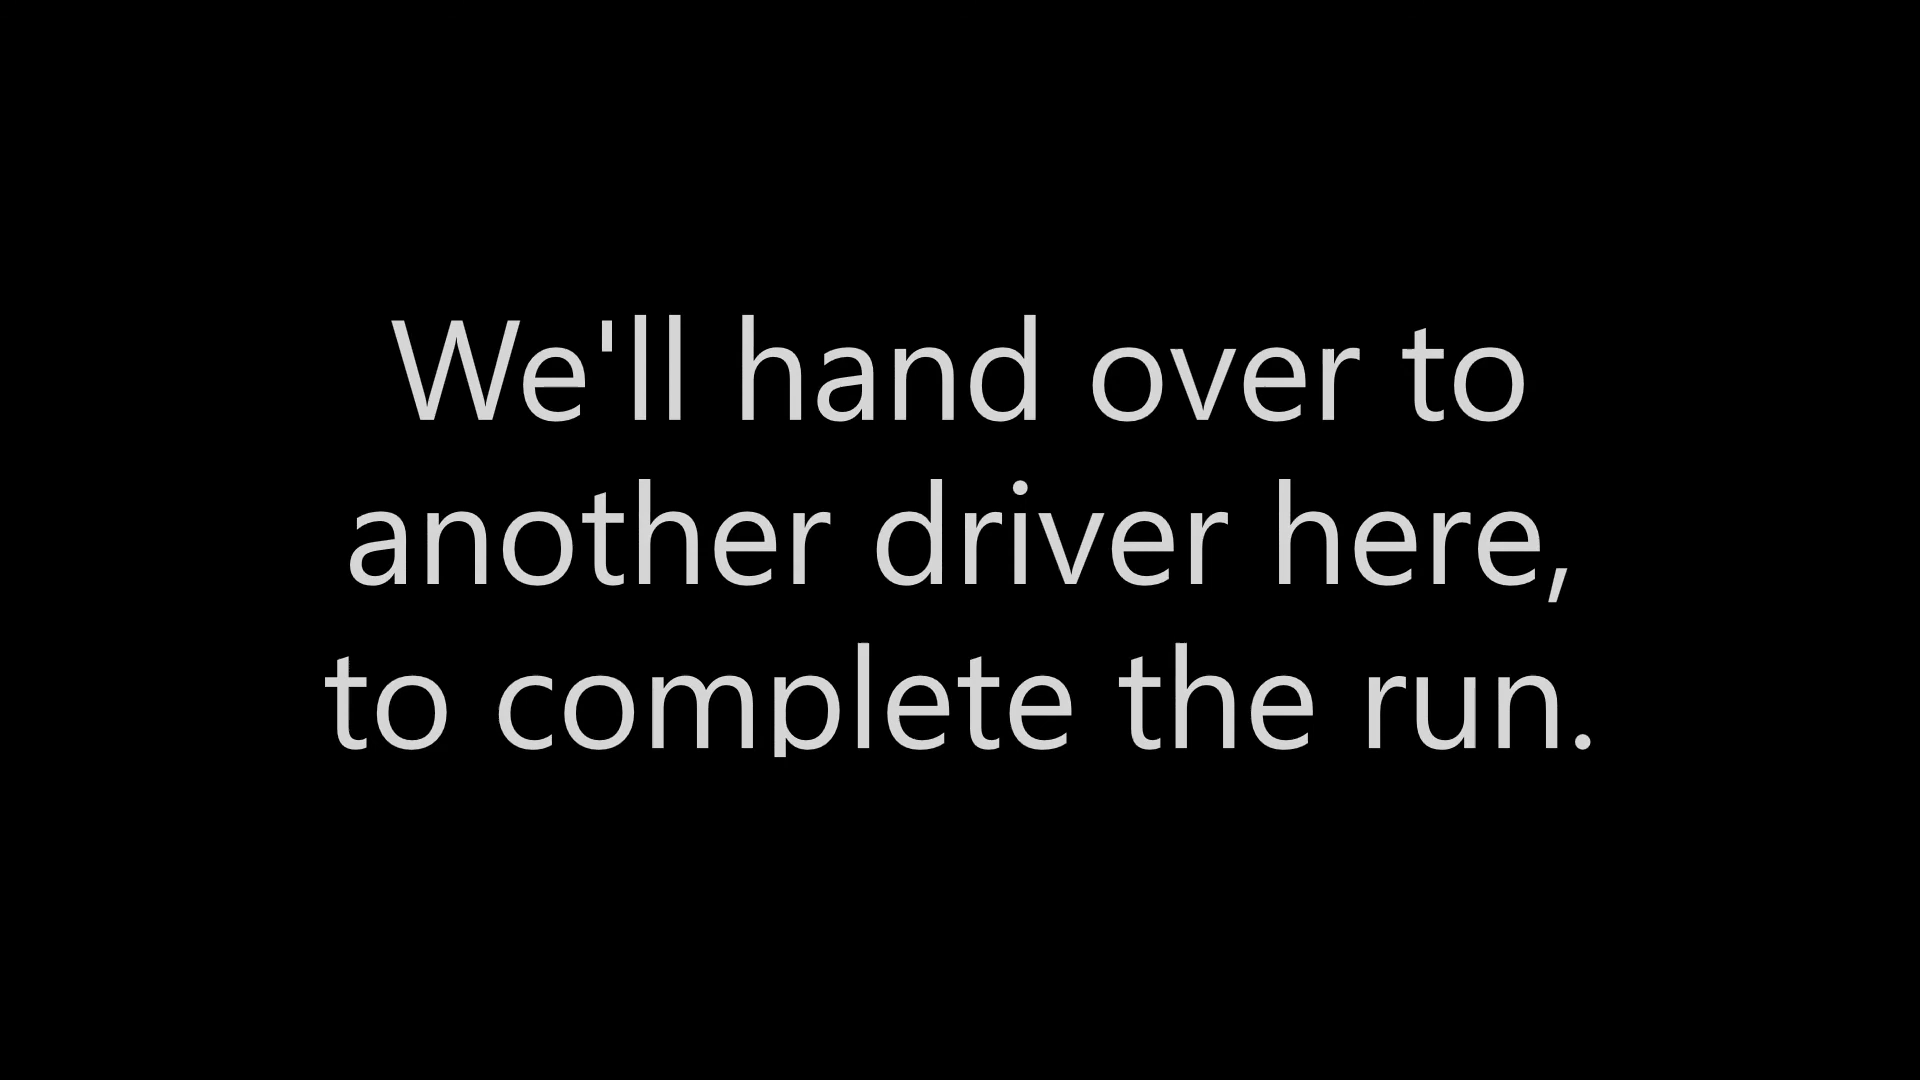 We'll hand over to
another driver here,
to complete the run.